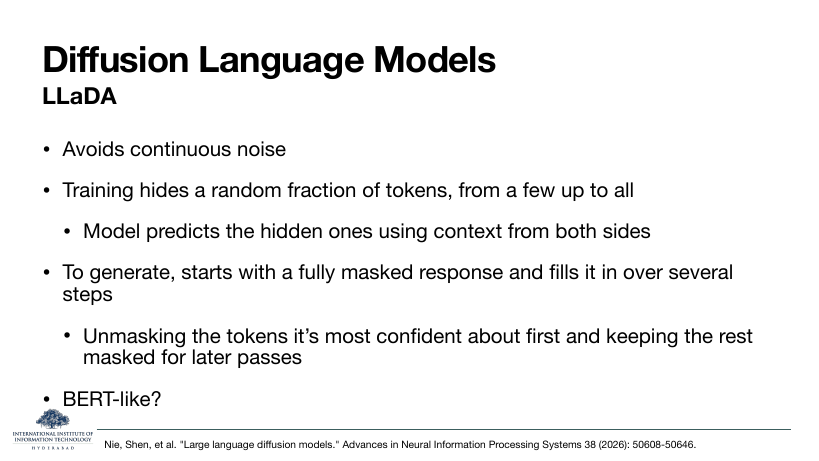 Diffusion Language Models
LLaDA
• Avoids continuous noise
• Training hides a random fraction of tokens, from a few up to all
• Model predicts the hidden ones using context from both sides
• To generate, starts with a fully masked response and fills it in over several
steps
• Unmasking the tokens it's most confident about first and keeping the rest
masked for later passes
• BERT-like?
INTERNATIONAL INSTITUTE OF
INFORMATION TECHNOLOGY
HYDERABAD
Nie, Shen, et al. "Large language diffusion models." Advances in Neural Information Processing Systems 38 (2026): 50608-50646.